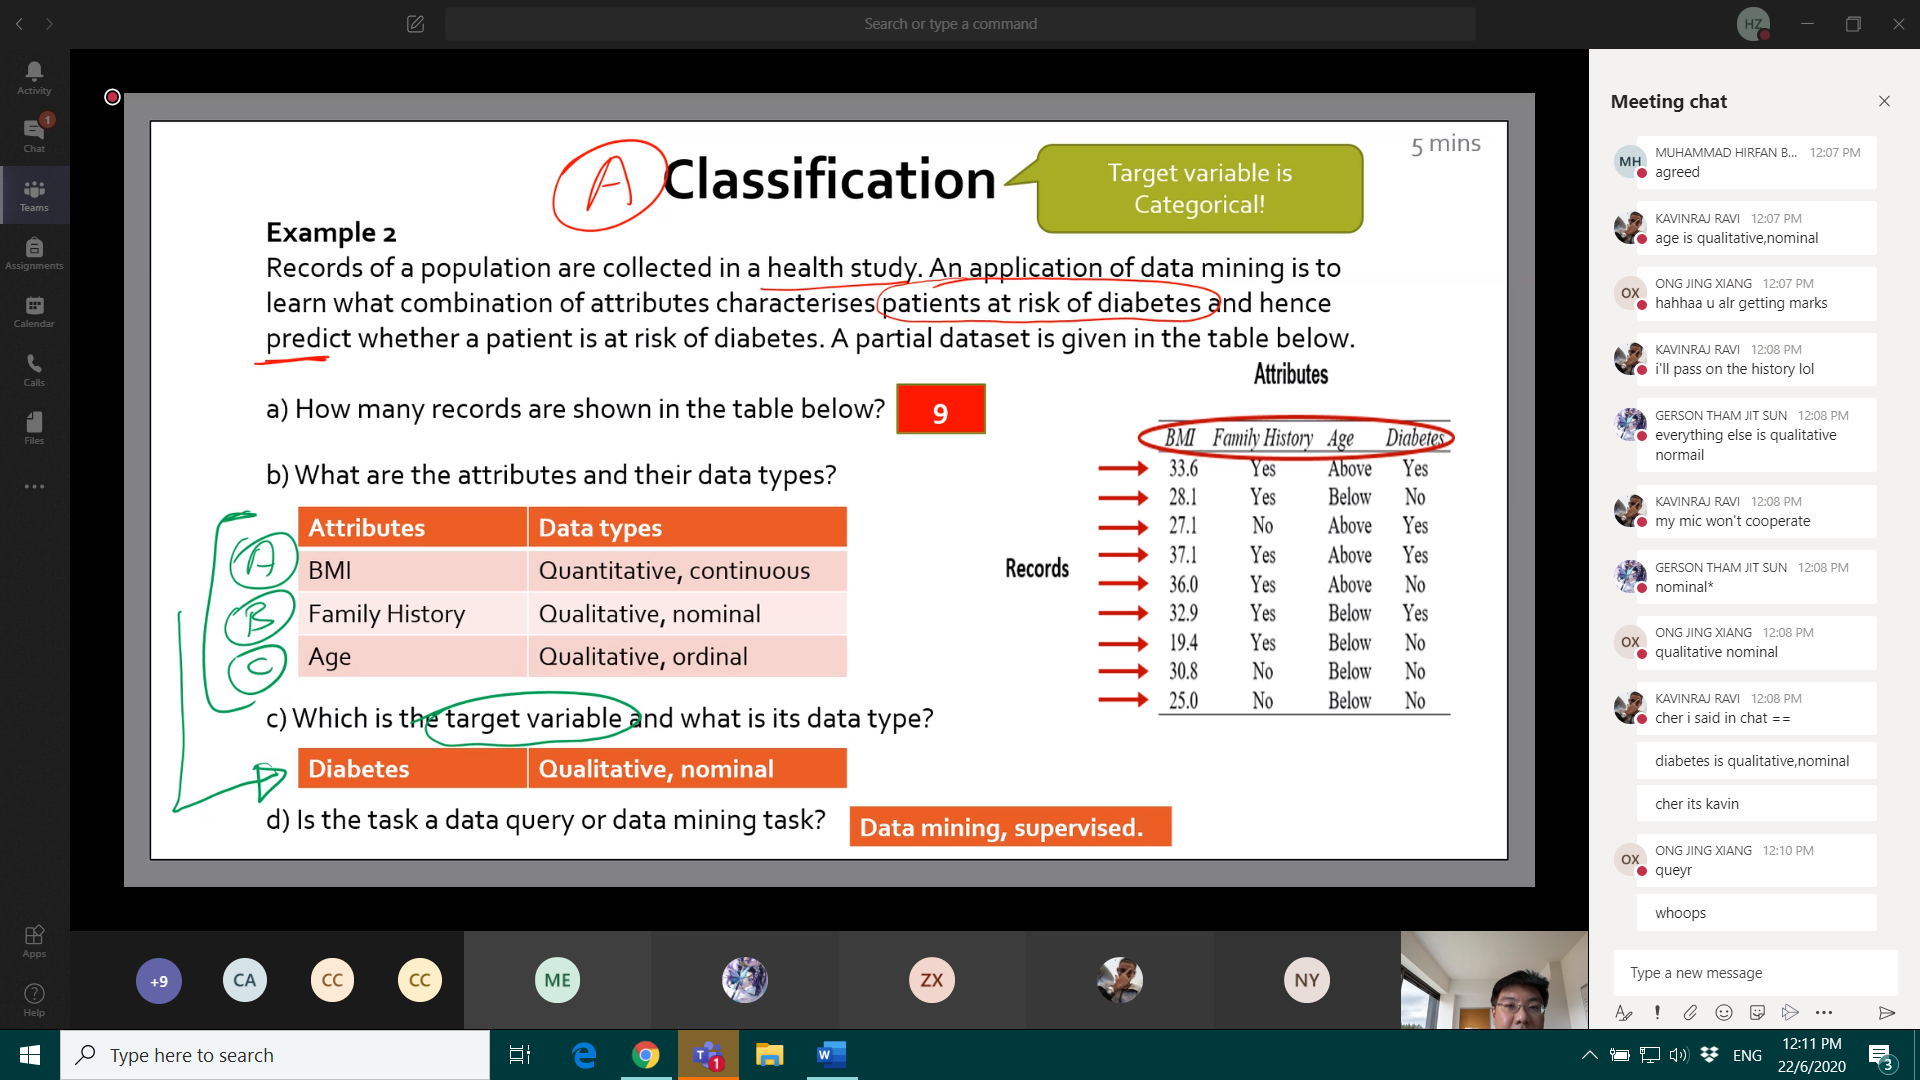 Search or type a command
HZ
Activity
1
Chat
Teams
Assignments
Calendar
Calls
Files
Apps
Help
5 mins
A
Classification
Target variable is
Categorical!
Example 2
Records of a population are collected in a health study. An application of data mining is to
learn what combination of attributes characterises patients at risk of diabetes and hence
predict whether a patient is at risk of diabetes. A partial dataset is given in the table below.
a) How many records are shown in the table below?
9
b) What are the attributes and their data types?
Attributes Data types
A BMI Quantitative, continuous
B Family History Qualitative, nominal
C Age Qualitative, ordinal
c) Which is the target variable and what is its data type?
Diabetes Qualitative, nominal
d) Is the task a data query or data mining task?
Data mining, supervised.
Attributes
BMI Family History Age Diabetes
33.6 Yes Above Yes
28.1 Yes Below No
27.1 No Above Yes
37.1 Yes Above Yes
Records
36.0 Yes Above No
32.9 Yes Below Yes
19.4 Yes Below No
30.8 No Below No
25.0 No Below No
+9 CA CC CC ME ZX NY
Meeting chat
MH
MUHAMMAD HIRFAN B... 12:07 PM
agreed
KAVINRAJ RAVI 12:07 PM
age is qualitative,nominal
OX
ONG JING XIANG 12:07 PM
hahhaa u alr getting marks
KAVINRAJ RAVI 12:08 PM
i'll pass on the history lol
GERSON THAM JIT SUN 12:08 PM
everything else is qualitative
normail
KAVINRAJ RAVI 12:08 PM
my mic won't cooperate
GERSON THAM JIT SUN 12:08 PM
nominal*
OX
ONG JING XIANG 12:08 PM
qualitative nominal
KAVINRAJ RAVI 12:08 PM
cher i said in chat ==
diabetes is qualitative,nominal
cher its kavin
OX
ONG JING XIANG 12:10 PM
queyr
whoops
Type a new message
Type here to search
T
1
W
ENG
12:11 PM
22/6/2020
3